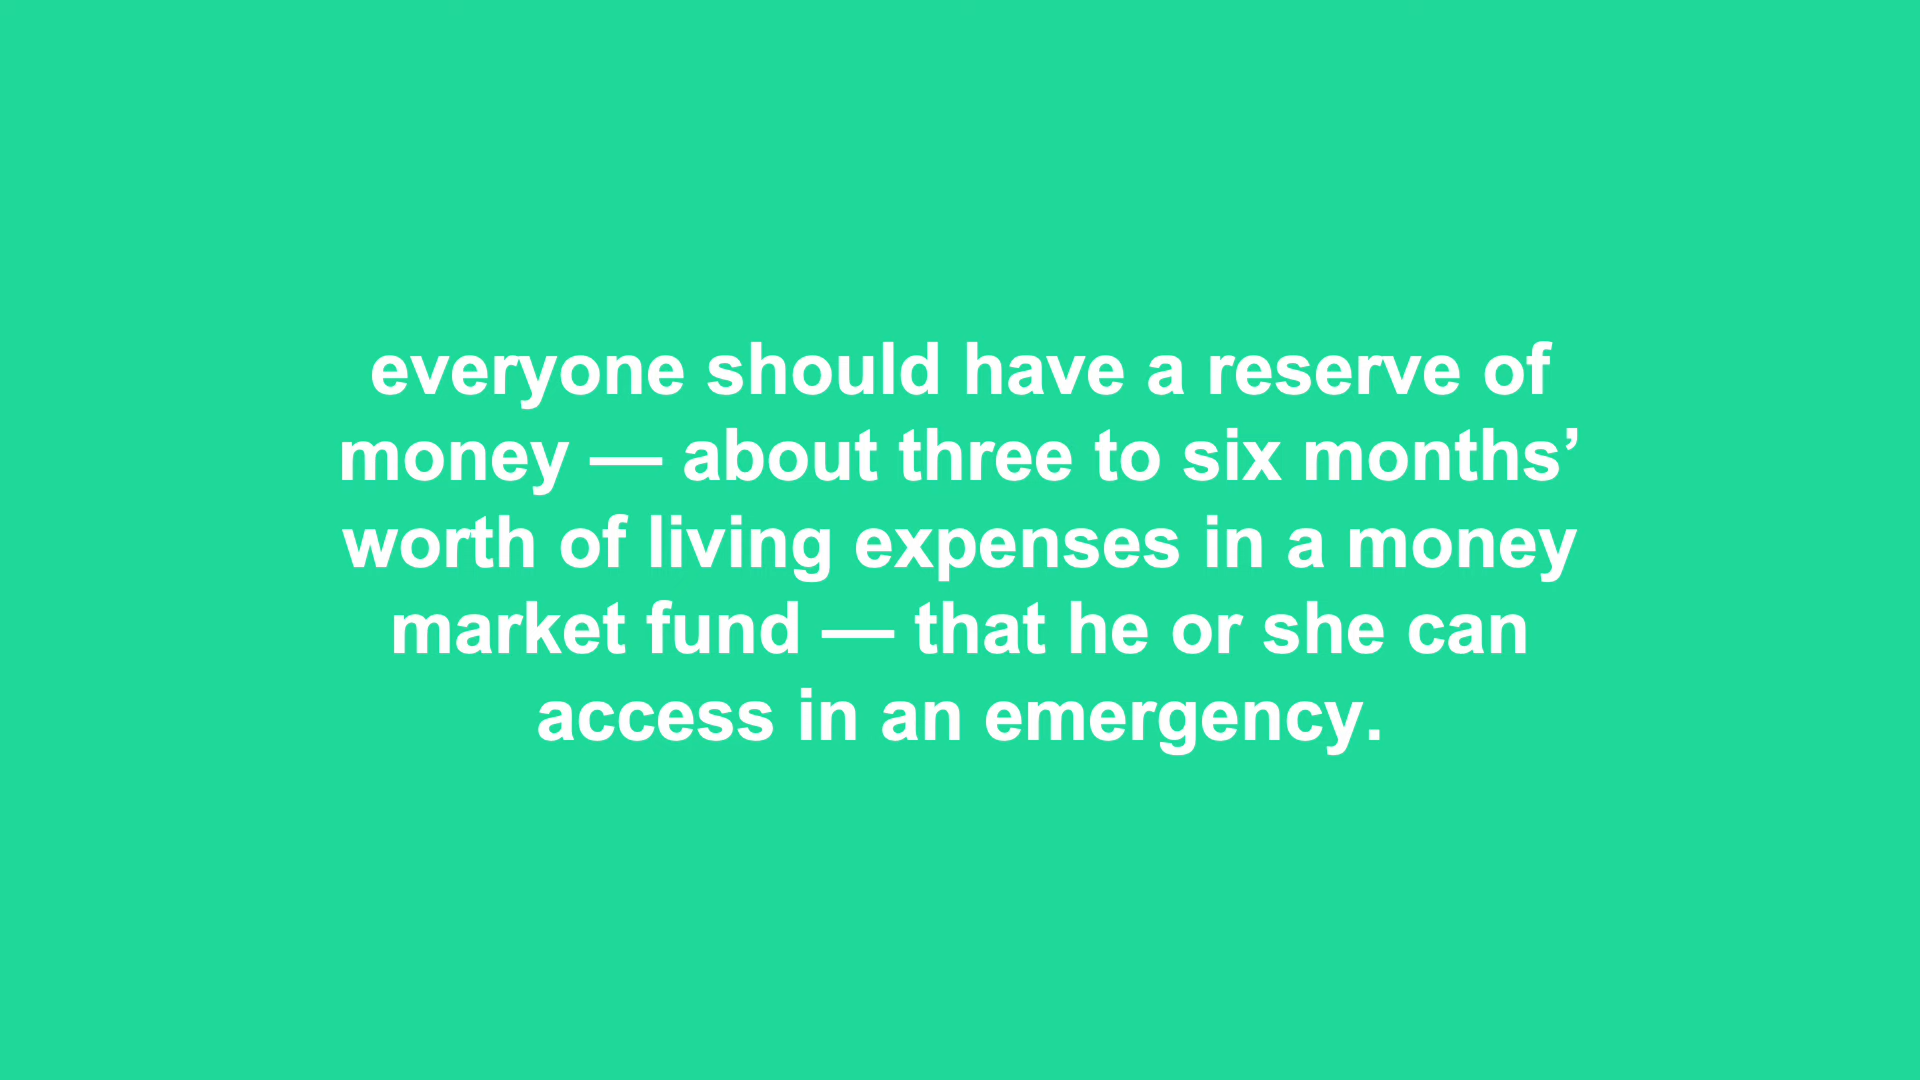 everyone should have a reserve of
money — about three to six months’
worth of living expenses in a money
market fund — that he or she can
access in an emergency.